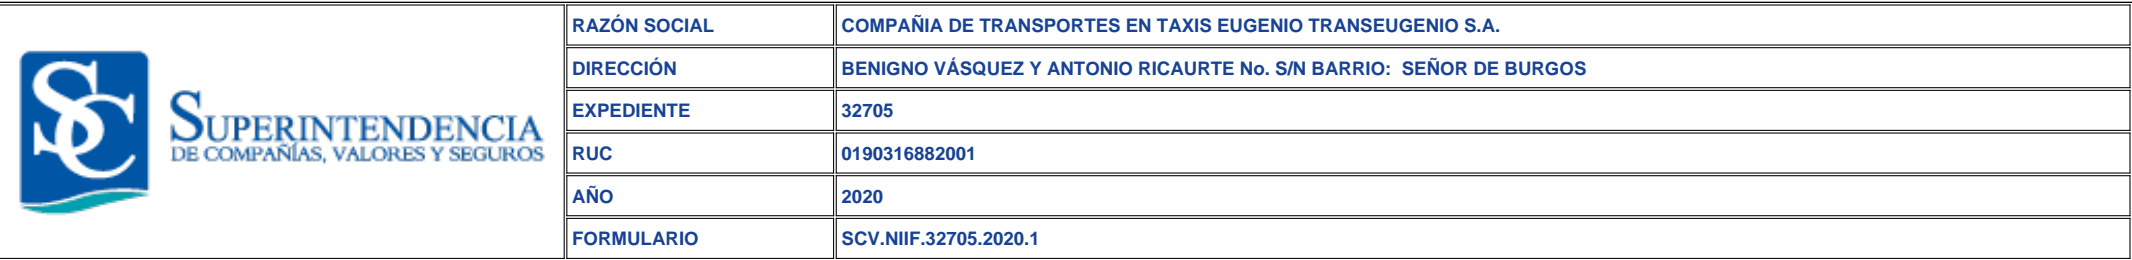 SC
SUPERINTENDENCIA
DE COMPAÑÍAS, VALORES Y SEGUROS
RAZÓN SOCIAL COMPAÑIA DE TRANSPORTES EN TAXIS EUGENIO TRANSEUGENIO S.A.
DIRECCIÓN BENIGNO VÁSQUEZ Y ANTONIO RICAURTE No. S/N BARRIO: SEÑOR DE BURGOS
EXPEDIENTE 32705
RUC 0190316882001
AÑO 2020
FORMULARIO SCV.NIIF.32705.2020.1